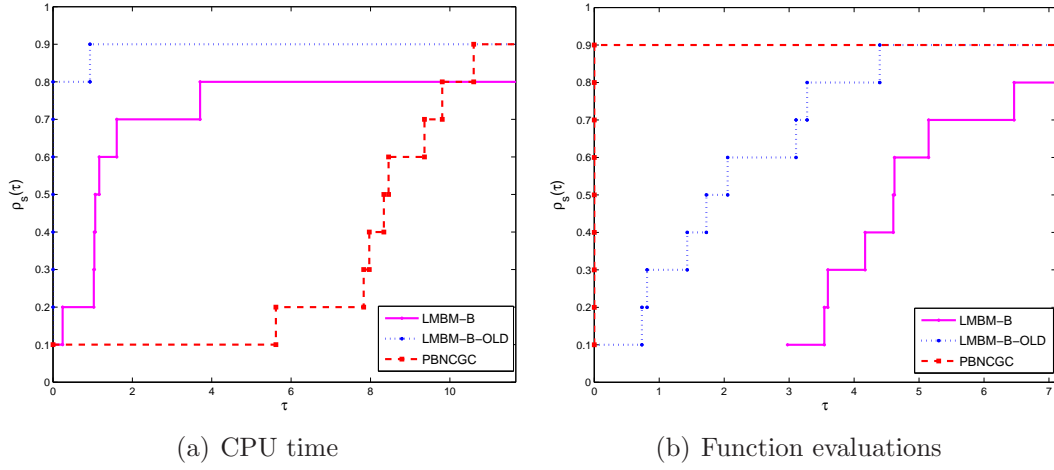 1
0.9
0.8
0.7
0.6
0.5
0.4
0.3
0.2
0.1
0
ρs(τ)
0 2 4 6 8 10
τ
LMBM−B
LMBM−B−OLD
PBNCGC
(a) CPU time
1
0.9
0.8
0.7
0.6
0.5
0.4
0.3
0.2
0.1
0
ρs(τ)
0 1 2 3 4 5 6 7
τ
LMBM−B
LMBM−B−OLD
PBNCGC
(b) Function evaluations